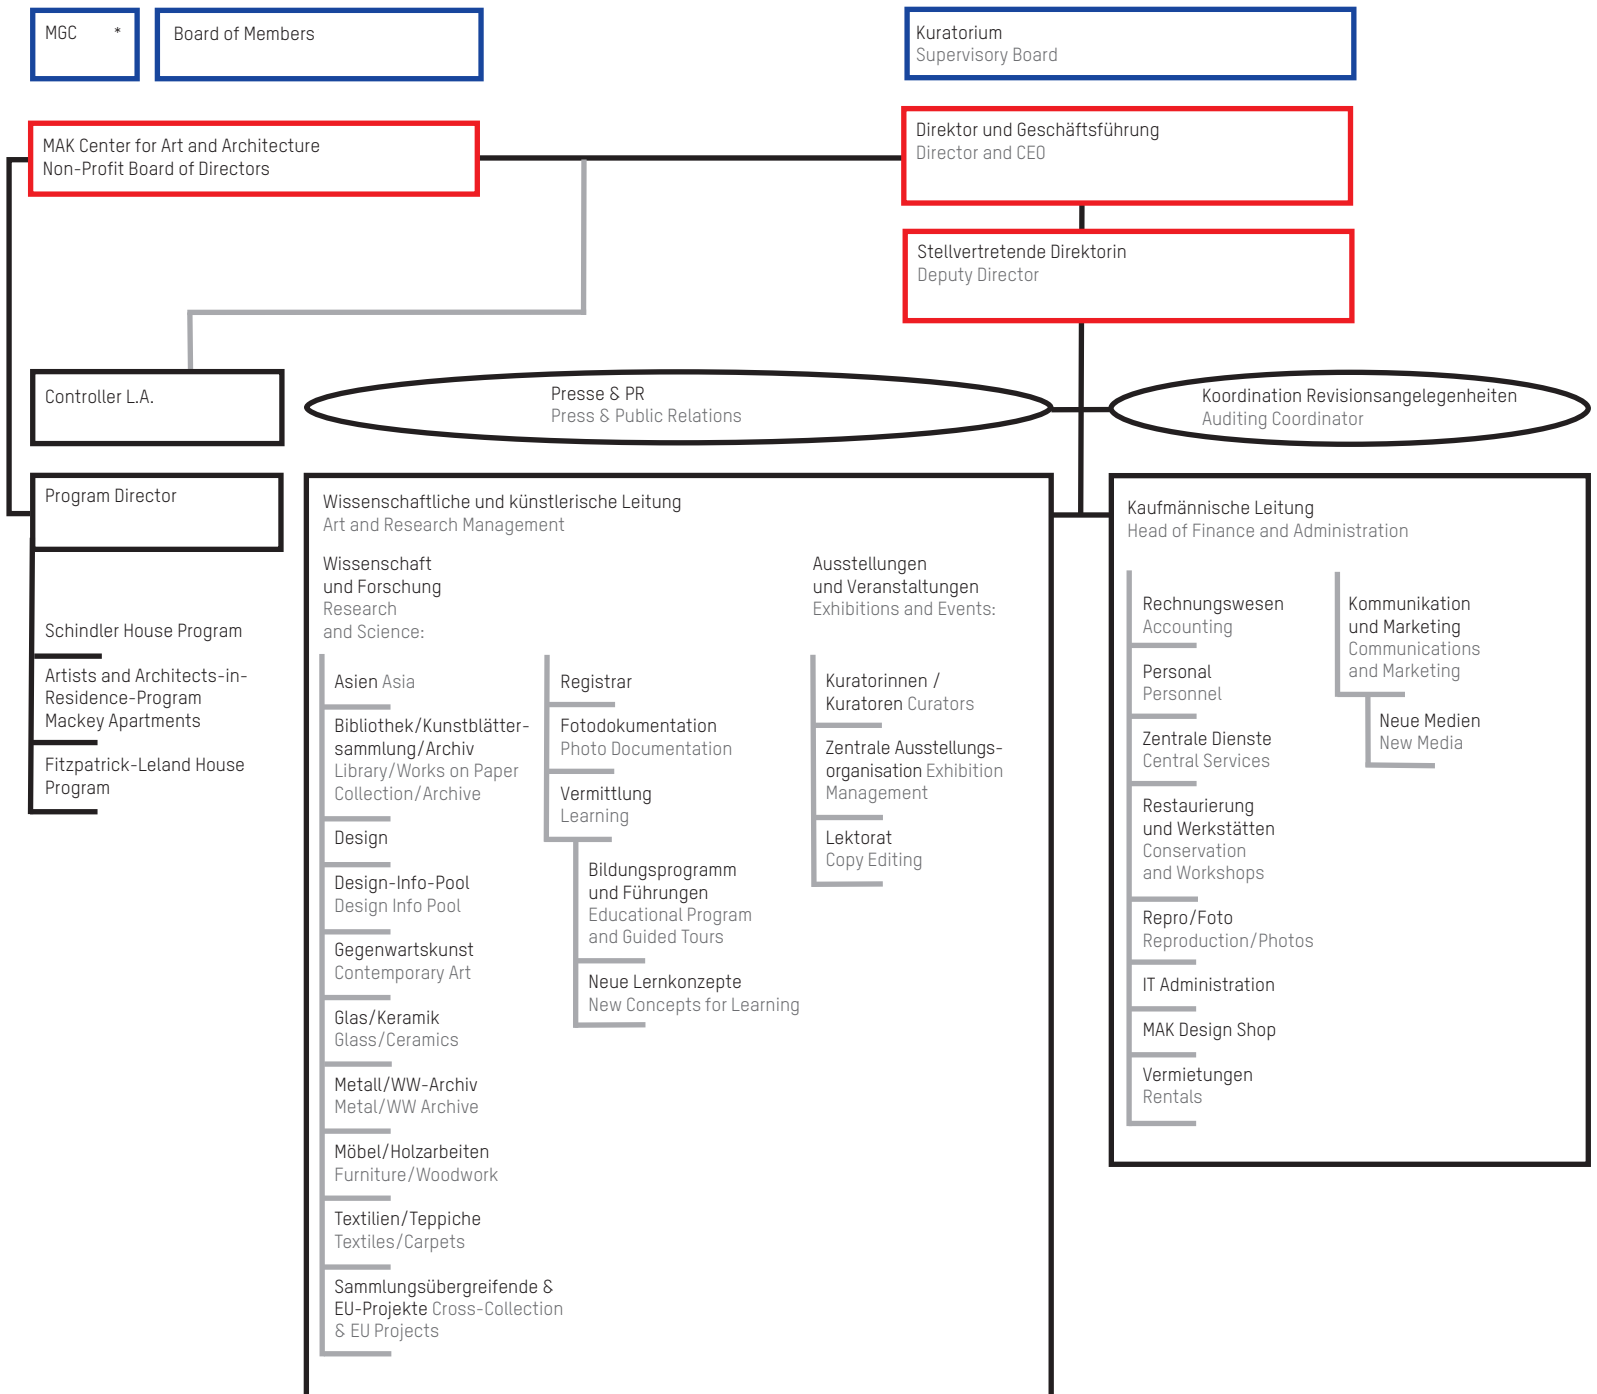 MGC *
Board of Members
Kuratorium
Supervisory Board
MAK Center for Art and Architecture
Non-Profit Board of Directors
Direktor und Geschäftsführung
Director and CEO
Stellvertretende Direktorin
Deputy Director
Controller L.A.
Presse & PR
Press & Public Relations
Koordination Revisionsangelegenheiten
Auditing Coordinator
Program Director
Schindler House Program
Artists and Architects-in-
Residence-Program
Mackey Apartments
Fitzpatrick-Leland House
Program
Wissenschaftliche und künstlerische Leitung
Art and Research Management
Wissenschaft
und Forschung
Research
and Science:
Asien Asia
Bibliothek/Kunstblätter-
sammlung/Archiv
Library/Works on Paper
Collection/Archive
Design
Design-Info-Pool
Design Info Pool
Gegenwartskunst
Contemporary Art
Glas/Keramik
Glass/Ceramics
Metall/WW-Archiv
Metal/WW Archive
Möbel/Holzarbeiten
Furniture/Woodwork
Textilien/Teppiche
Textiles/Carpets
Sammlungsübergreifende &
EU-Projekte Cross-Collection
& EU Projects
Registrar
Fotodokumentation
Photo Documentation
Vermittlung
Learning
Bildungsprogramm
und Führungen
Educational Program
and Guided Tours
Neue Lernkonzepte
New Concepts for Learning
Ausstellungen
und Veranstaltungen
Exhibitions and Events:
Kuratorinnen /
Kuratoren Curators
Zentrale Ausstellungs-
organisation Exhibition
Management
Lektorat
Copy Editing
Kaufmännische Leitung
Head of Finance and Administration
Rechnungswesen
Accounting
Personal
Personnel
Zentrale Dienste
Central Services
Restaurierung
und Werkstätten
Conservation
and Workshops
Repro/Foto
Reproduction/Photos
IT Administration
MAK Design Shop
Vermietungen
Rentals
Kommunikation
und Marketing
Communications
and Marketing
Neue Medien
New Media